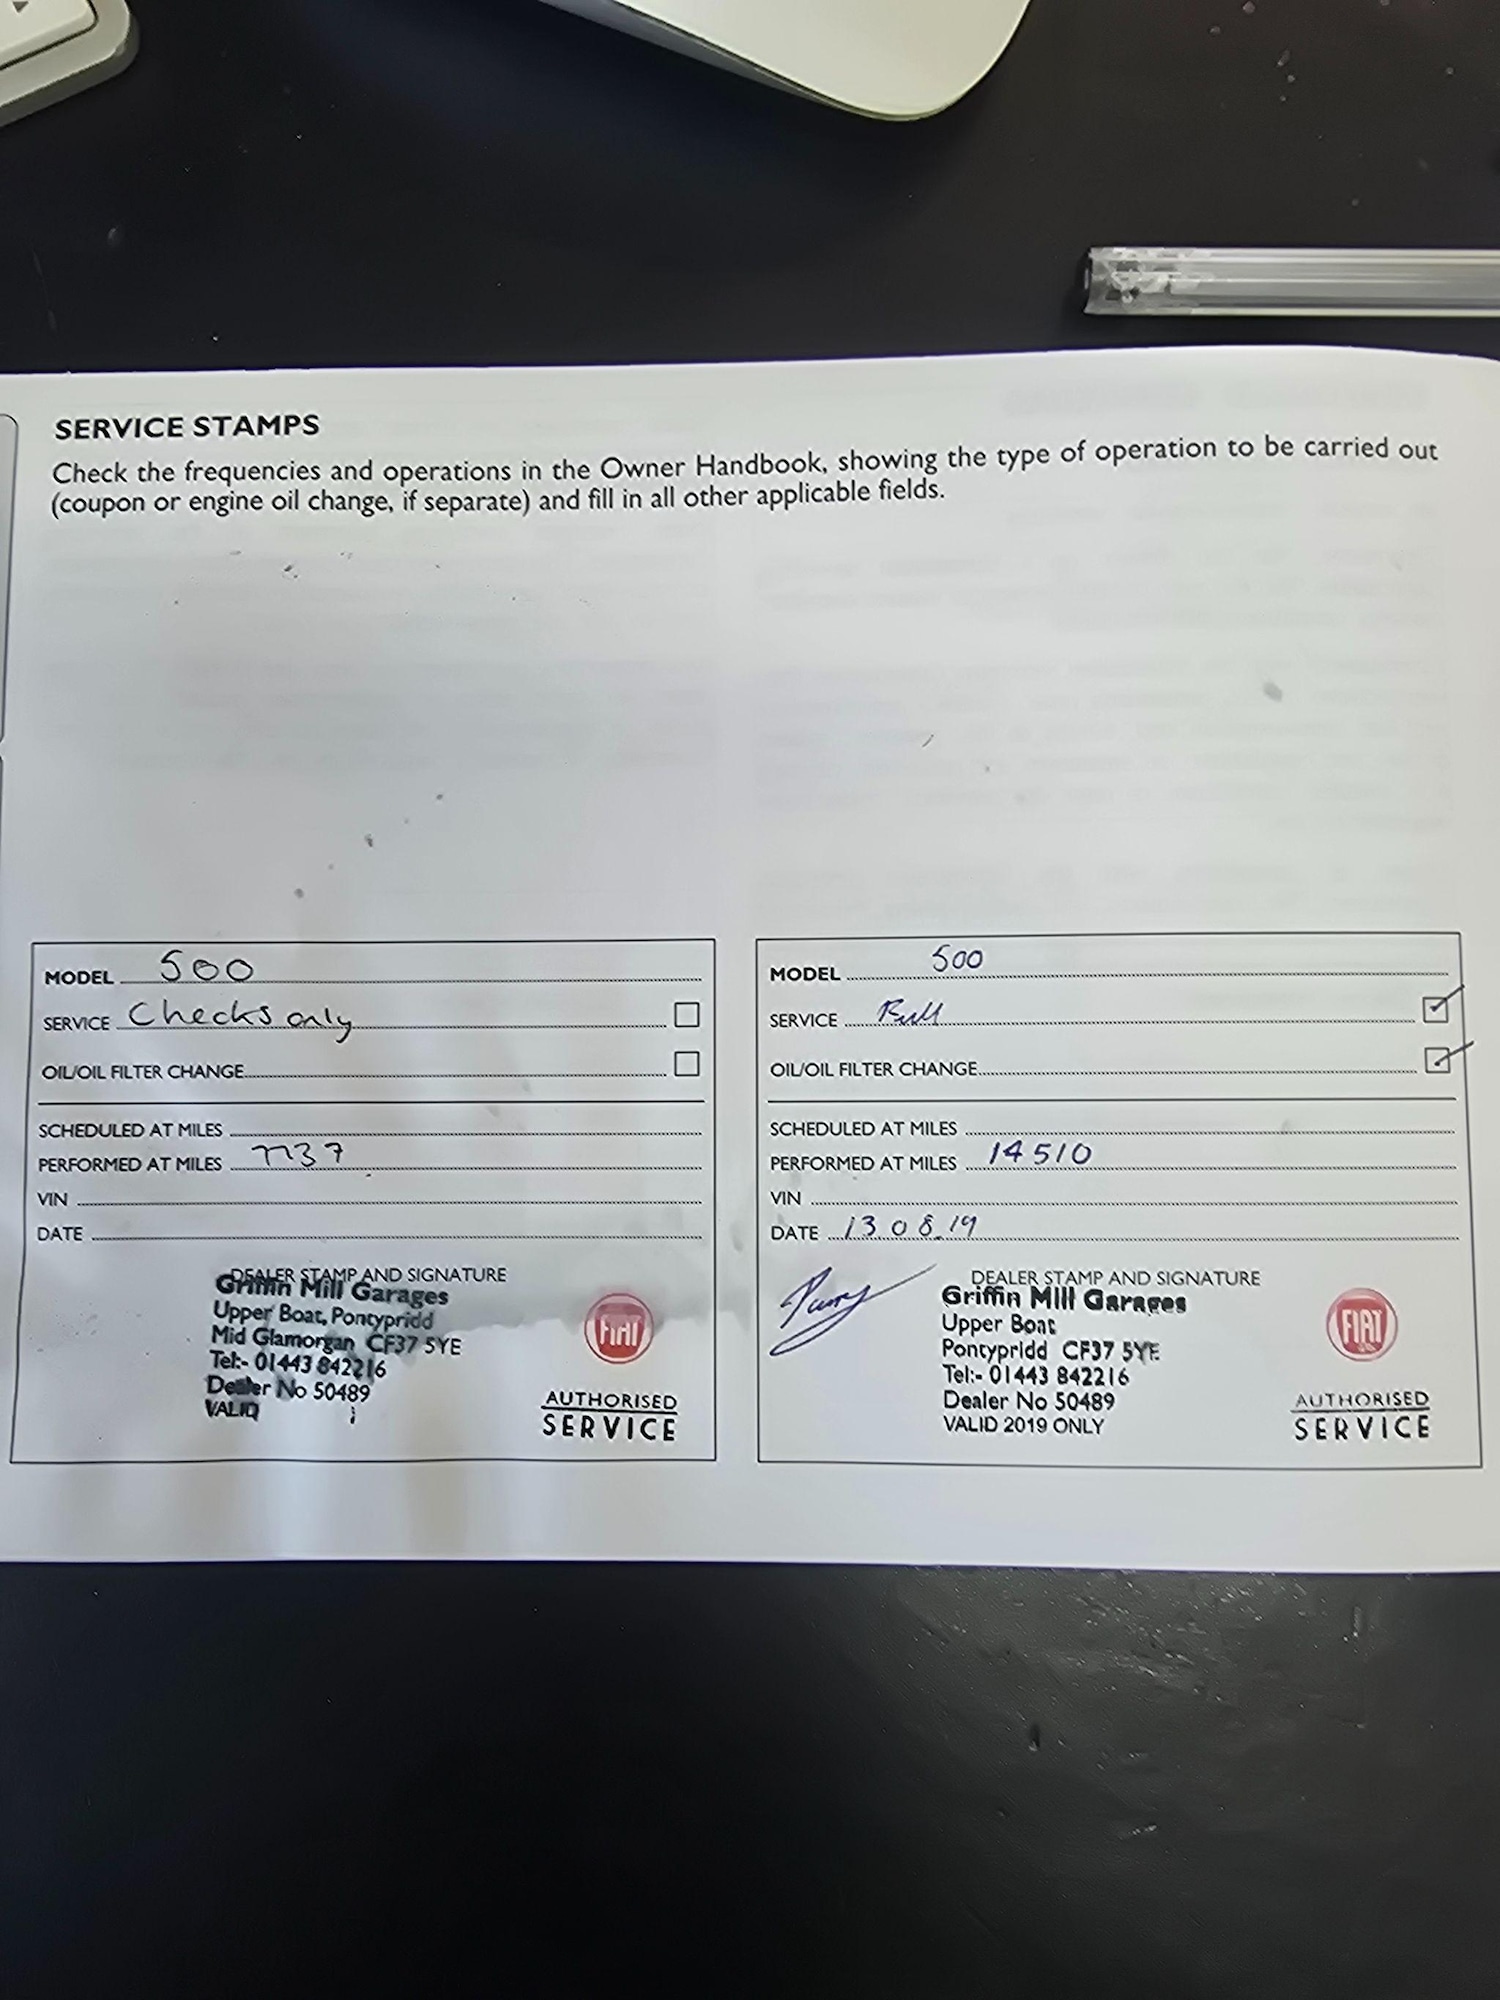 SERVICE STAMPS
Check the frequencies and operations in the Owner Handbook, showing the type of operation to be carried out
(coupon or engine oil change, if separate) and fill in all other applicable fields.
MODEL 500
SERVICE Checks only
OIL/OIL FILTER CHANGE
SCHEDULED AT MILES
PERFORMED AT MILES 7737
VIN
DATE
DEALER STAMP AND SIGNATURE
Griffin Mill Garages
Upper Boat, Pontypridd
Mid Glamorgan CF37 5YE
Tel:- 01443 842216
Dealer No 50489
VALID
FIAT
AUTHORISED
SERVICE
MODEL 500
SERVICE Full
OIL/OIL FILTER CHANGE
SCHEDULED AT MILES
PERFORMED AT MILES 14510
VIN
DATE 13.08.19
DEALER STAMP AND SIGNATURE
Griffin Mill Garages
Upper Boat
Pontypridd CF37 5YE
Tel:- 01443 842216
Dealer No 50489
VALID 2019 ONLY
FIAT
AUTHORISED
SERVICE